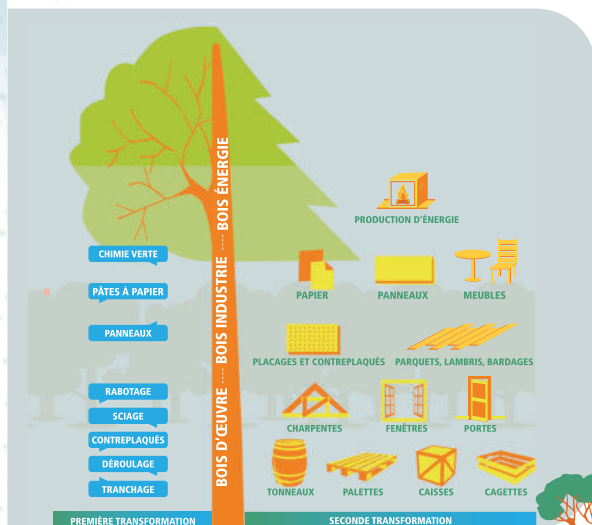 BOIS ÉNERGIE
BOIS INDUSTRIE
BOIS D'ŒUVRE
PRODUCTION D'ÉNERGIE
CHIMIE VERTE
PÂTES À PAPIER
PANNEAUX
RABOTAGE
SCIAGE
CONTREPLAQUÉS
DÉROULAGE
TRANCHAGE
PAPIER PANNEAUX MEUBLES
PLACAGES ET CONTREPLAQUÉS PARQUETS, LAMBRIS, BARDAGES
CHARPENTES FENÊTRES PORTES
TONNEAUX PALETTES CAISSES CAGETTES
PREMIÈRE TRANSFORMATION SECONDE TRANSFORMATION